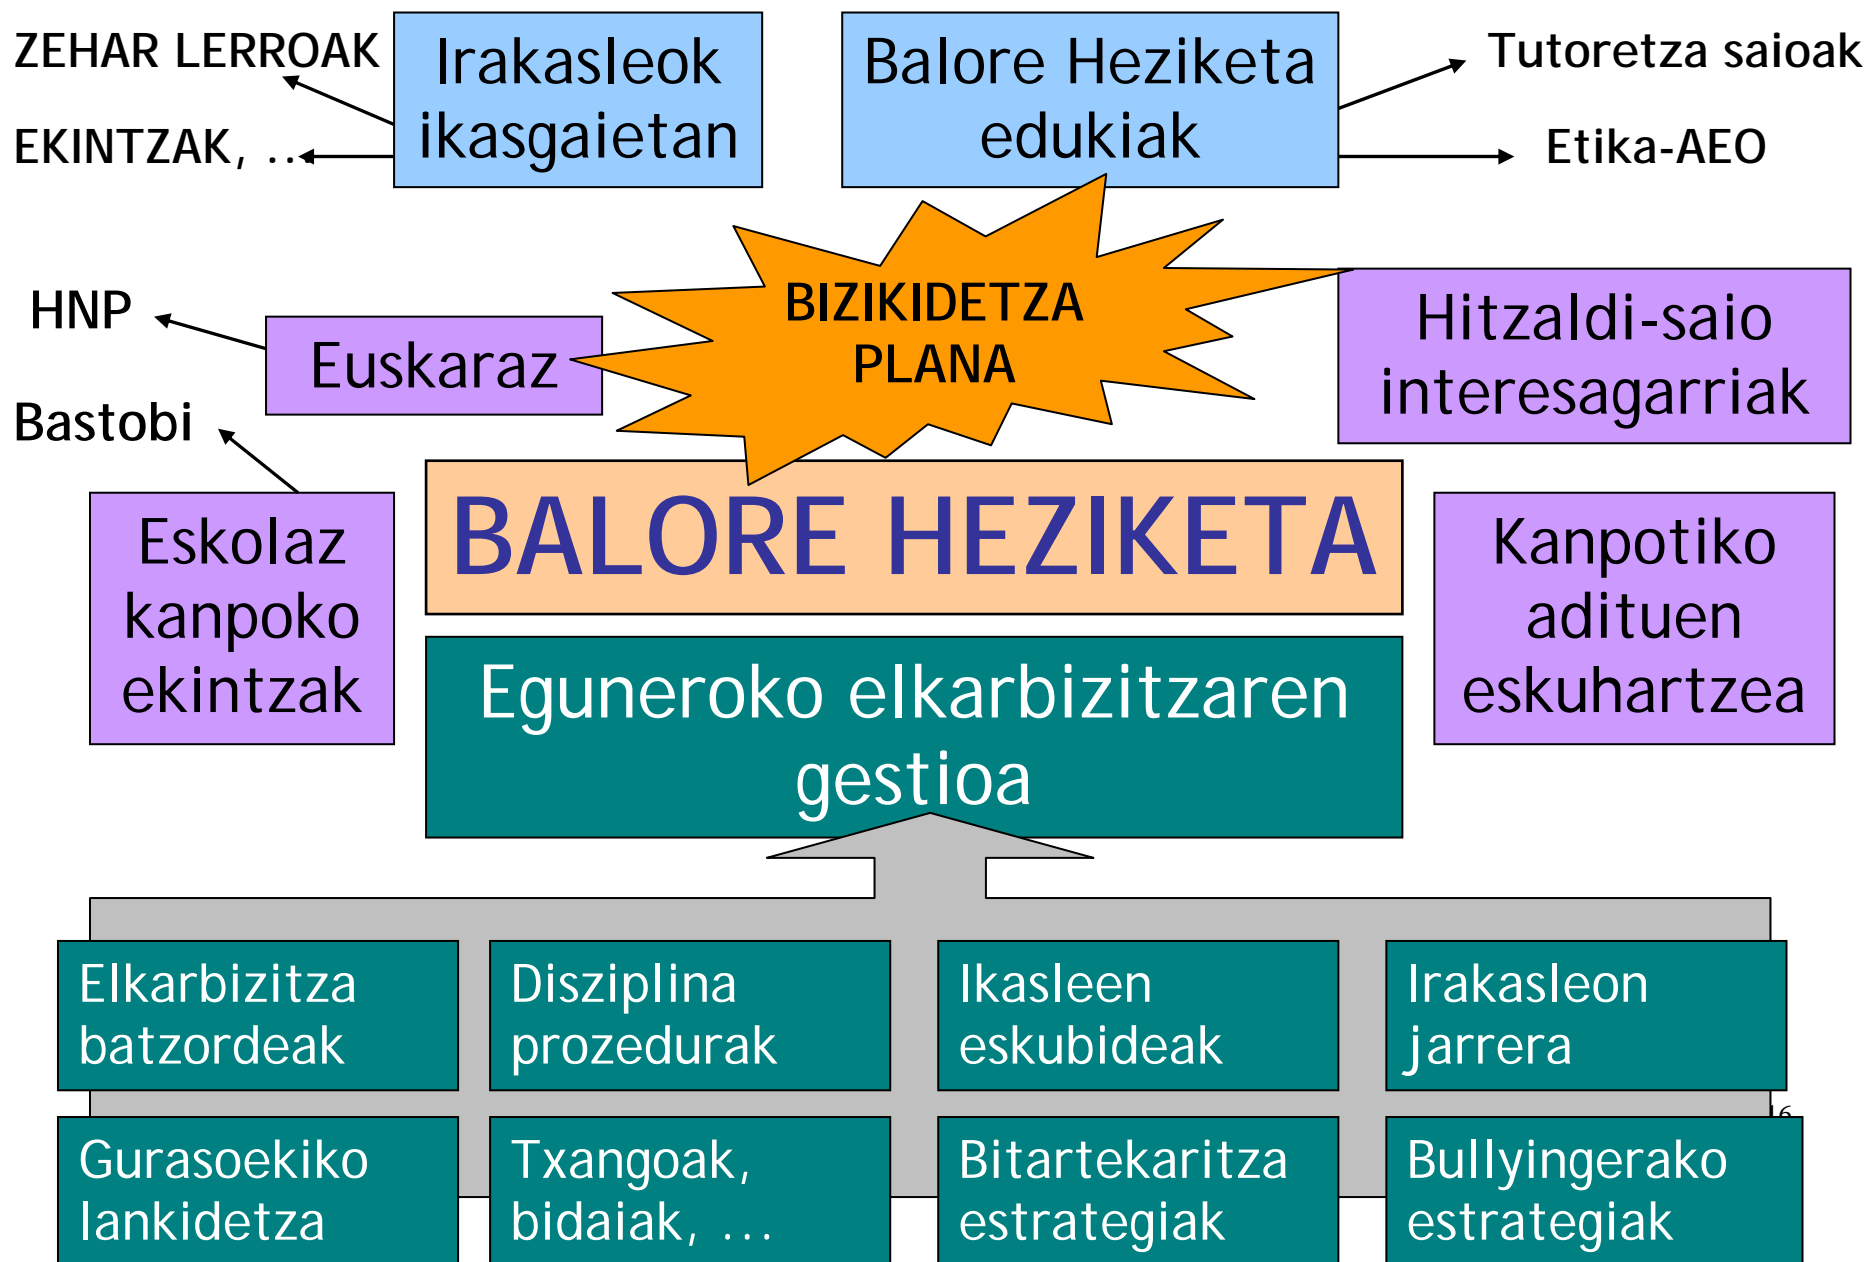 ZEHAR LERROAK
EKINTZAK, ...
Irakasleok
ikasgaietan
Balore Heziketa
edukiak
Tutoretza saioak
Etika-AEO
HNP
Euskaraz
BIZIKIDETZA
PLANA
Hitzaldi-saio
interesagarriak
Bastobi
Eskolaz
kanpoko
ekintzak
BALORE HEZIKETA
Kanpotiko
adituen
eskuhartzea
Eguneroko elkarbizitzaren
gestioa
Elkarbizitza
batzordeak
Disziplina
prozedurak
Ikasleen
eskubideak
Irakasleon
jarrera
16
Gurasoekiko
lankidetza
Txangoak,
bidaiak, ...
Bitartekaritza
estrategiak
Bullyingerako
estrategiak